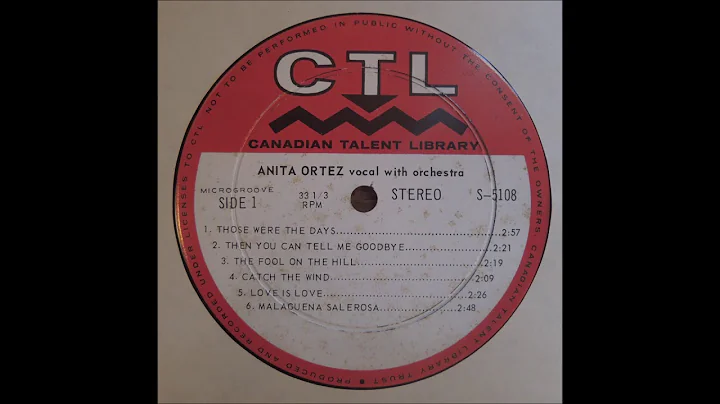 CTL
CANADIAN TALENT LIBRARY
ANITA ORTEZ vocal with orchestra
MICROGROOVE
SIDE 1
33 1/3
RPM
STEREO
S-5108
1. THOSE WERE THE DAYS..............................2:57
2. THEN YOU CAN TELL ME GOODBYE................2:21
3. THE FOOL ON THE HILL.........................2:19
4. CATCH THE WIND..............................2:09
5. LOVE IS LOVE..............................2:26
6. MALAGUENA SALEROSA................2:48
PRODUCED AND RECORDED UNDER LICENSES TO CTL. NOT TO BE PERFORMED IN PUBLIC WITHOUT THE CONSENT OF THE OWNERS: CANADIAN TALENT LIBRARY TRUST